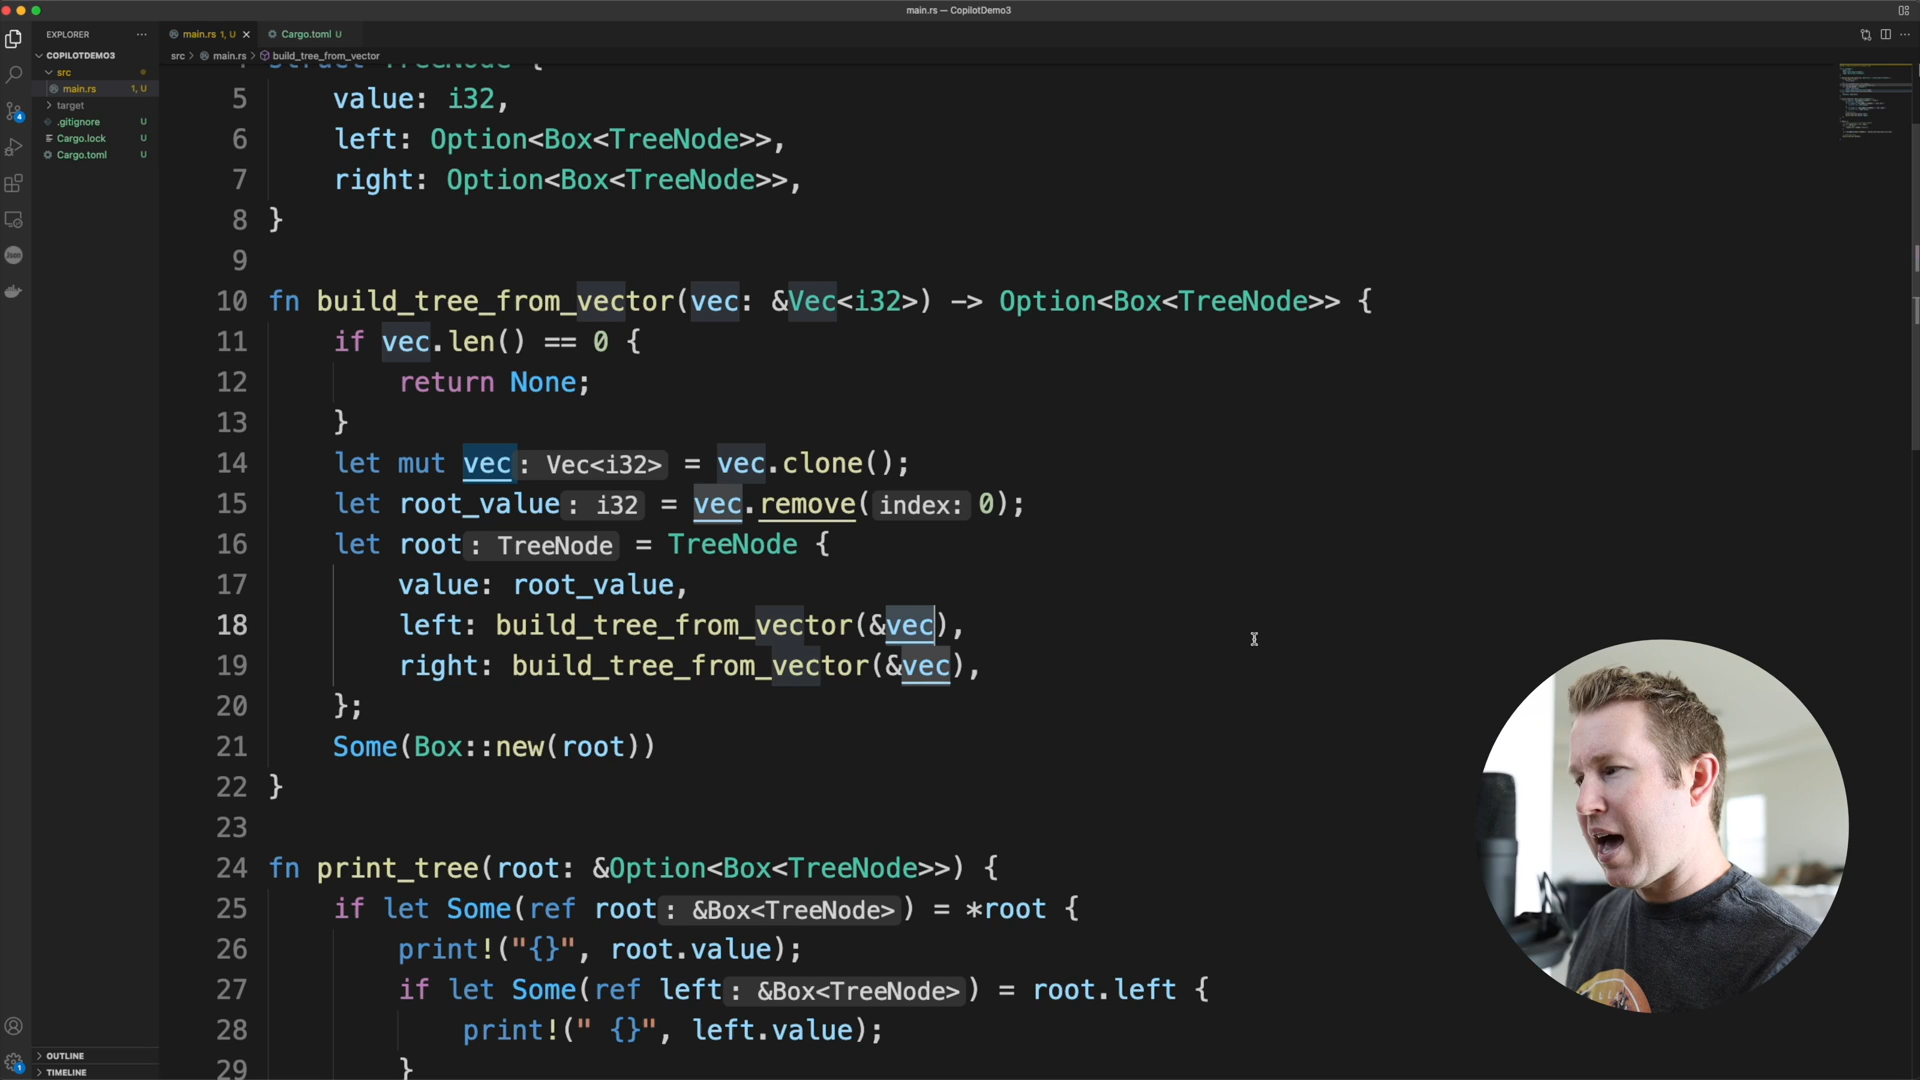 main.rs — CopilotDemo3
EXPLORER
main.rs 1, U
Cargo.toml U
COPILOTDEMO3
src > main.rs > build_tree_from_vector
src
main.rs 1, U
target
.gitignore U
Cargo.lock U
Cargo.toml U
4
Json
1
OUTLINE
TIMELINE
4 struct TreeNode {
5 value: i32,
6 left: Option<Box<TreeNode>>,
7 right: Option<Box<TreeNode>>,
8 }
9
10 fn build_tree_from_vector(vec: &Vec<i32>) -> Option<Box<TreeNode>> {
11 if vec.len() == 0 {
12 return None;
13 }
14 let mut vec: Vec<i32> = vec.clone();
15 let root_value: i32 = vec.remove(index: 0);
16 let root: TreeNode = TreeNode {
17 value: root_value,
18 left: build_tree_from_vector(&vec),
19 right: build_tree_from_vector(&vec),
20 };
21 Some(Box::new(root))
22 }
23
24 fn print_tree(root: &Option<Box<TreeNode>>) {
25 if let Some(ref root: &Box<TreeNode>) = *root {
26 print!("{}", root.value);
27 if let Some(ref left: &Box<TreeNode>) = root.left {
28 print!(" {}", left.value);
29 }